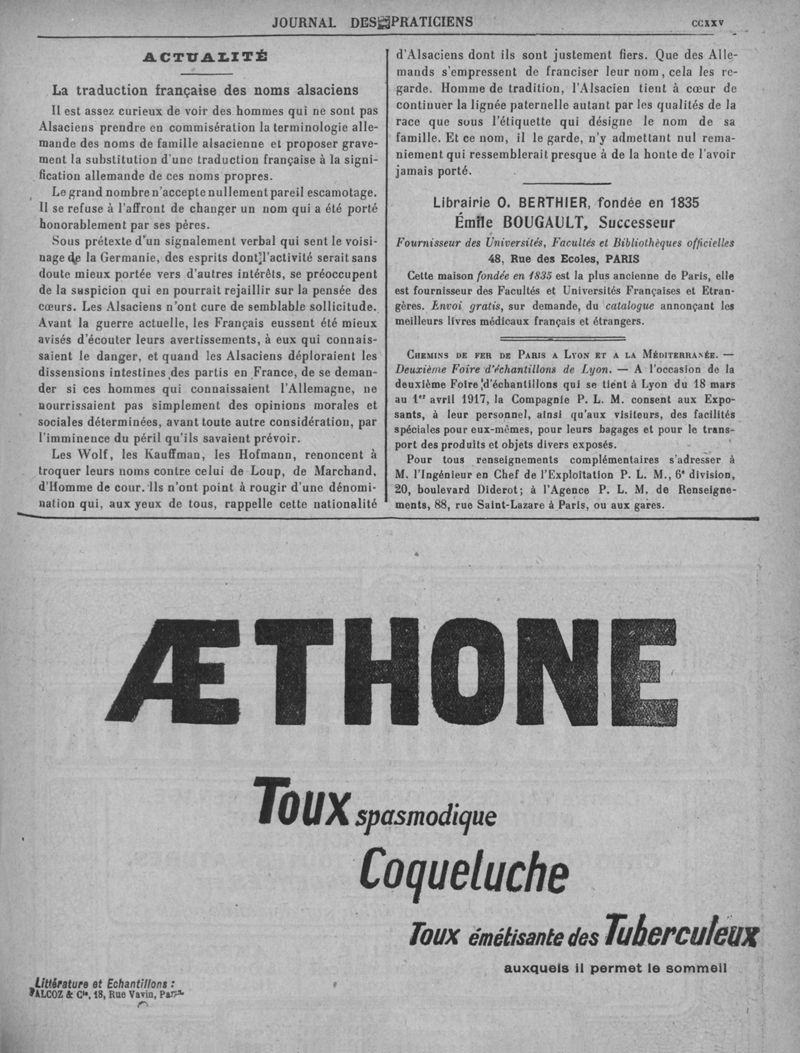 JOURNAL DES PRATICIENS
CCXXV
ACTUALITÉ
La traduction française des noms alsaciens
Il est assez curieux de voir des hommes qui ne sont pas
Alsaciens prendre en commisération la terminologie alle-
mande des noms de famille alsacienne et proposer grave-
ment la substitution d'une traduction française à la signi-
fication allemande de ces noms propres.
Le grand nombre n'accepte nullement pareil escamotage.
Il se refuse à l'affront de changer un nom qui a été porté
honorablement par ses pères.
Sous prétexte d'un signalement verbal qui sent le voisi-
nage de la Germanie, des esprits dont l'activité serait sans
doute mieux portée vers d'autres intérêts, se préoccupent
de la suspicion qui en pourrait rejaillir sur la pensée des
cœurs. Les Alsaciens n'ont cure de semblable sollicitude.
Avant la guerre actuelle, les Français eussent été mieux
avisés d'écouter leurs avertissements, à eux qui connais-
saient le danger, et quand les Alsaciens déploraient les
dissensions intestines des partis en France, de se deman-
der si ces hommes qui connaissaient l'Allemagne, ne
nourrissaient pas simplement des opinions morales et
sociales déterminées, avant toute autre considération, par
l'imminence du péril qu'ils savaient prévoir.
Les Wolf, les Kauffman, les Hofmann, renoncent à
troquer leurs noms contre celui de Loup, de Marchand,
d'Homme de cour. Ils n'ont point à rougir d'une dénomi-
nation qui, aux yeux de tous, rappelle cette nationalité
d'Alsaciens dont ils sont justement fiers. Que des Alle-
mands s'empressent de franciser leur nom, cela les re-
garde. Homme de tradition, l'Alsacien tient à cœur de
continuer la lignée paternelle autant par les qualités de la
race que sous l'étiquette qui désigne le nom de sa
famille. Et ce nom, il le garde, n'y admettant nul rema-
niement qui ressemblerait presque à de la honte de l'avoir
jamais porté.
Librairie O. BERTHIER, fondée en 1835
Émile BOUGAULT, Successeur
Fournisseur des Universités, Facultés et Bibliothèques officielles
48, Rue des Ecoles, PARIS
Cette maison fondée en 1835 est la plus ancienne de Paris, elle
est fournisseur des Facultés et Universités Françaises et Etran-
gères. Envoi gratis, sur demande, du catalogue annonçant les
meilleurs livres médicaux français et étrangers.
CHEMINS DE FER DE PARIS A LYON ET A LA MÉDITERRANÉE. —
Deuxième Foire d'échantillons de Lyon. — A l'occasion de la
deuxième Foire d'échantillons qui se tient à Lyon du 18 mars
au 1er avril 1917, la Compagnie P. L. M. consent aux Expo-
sants, à leur personnel, ainsi qu'aux visiteurs, des facilités
spéciales pour eux-mêmes, pour leurs bagages et pour le trans-
port des produits et objets divers exposés.
Pour tous renseignements complémentaires s'adresser à
M. l'Ingénieur en Chef de l'Exploitation P. L. M., 6e division,
20, boulevard Diderot; à l'Agence P. L. M. de Renseigne-
ments, 88, rue Saint-Lazare à Paris, ou aux gares.
ÆTHONE
Toux spasmodique
Coqueluche
Toux émétisante des Tuberculeux
auxquels il permet le sommeil
Littérature et Echantillons :
FALCOZ & Cie, 18, Rue Vavin, Paris